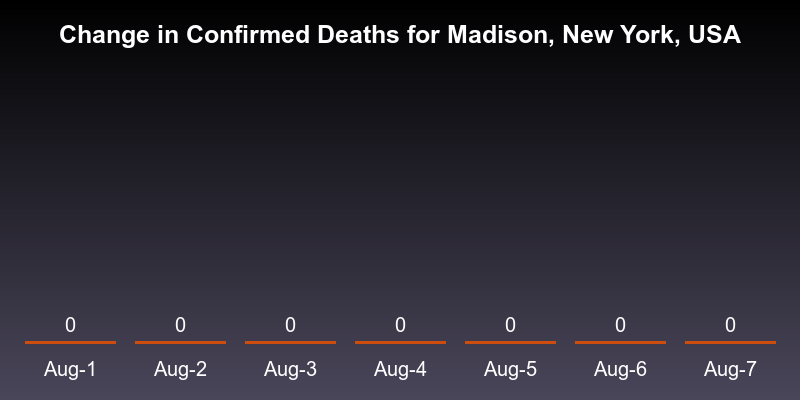 Change in Confirmed Deaths for Madison, New York, USA
0 0 0 0 0 0 0
Aug-1 Aug-2 Aug-3 Aug-4 Aug-5 Aug-6 Aug-7